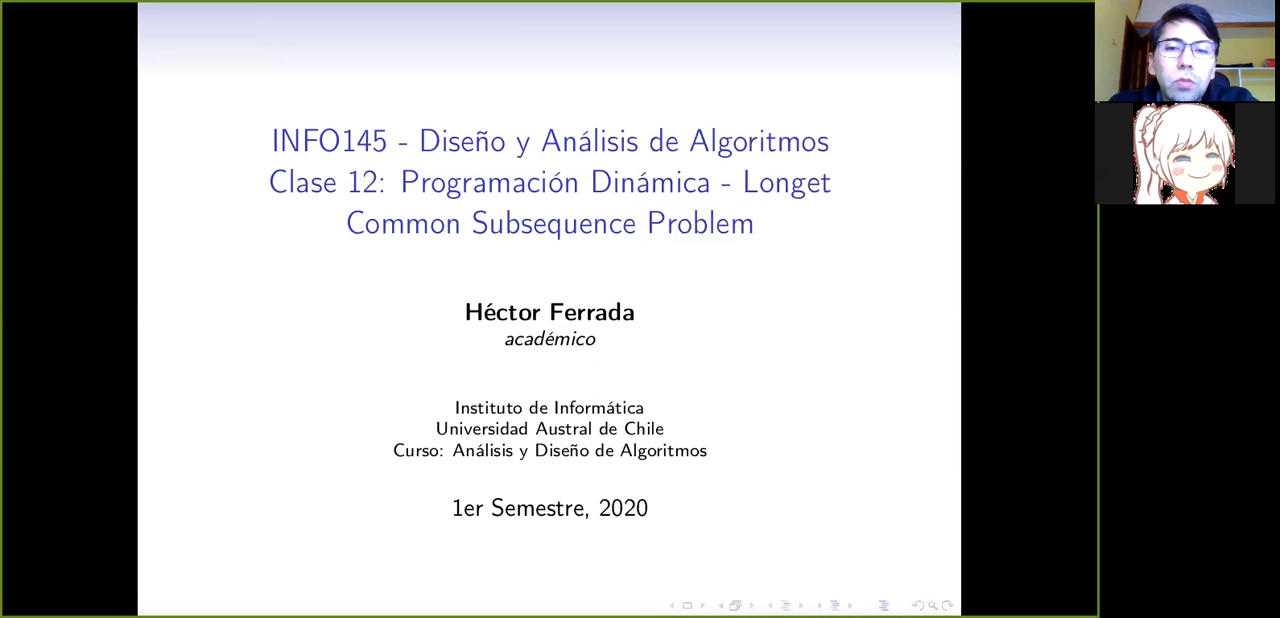 INFO145 - Diseño y Análisis de Algoritmos
Clase 12: Programación Dinámica - Longet
Common Subsequence Problem
Héctor Ferrada
académico
Instituto de Informática
Universidad Austral de Chile
Curso: Análisis y Diseño de Algoritmos
1er Semestre, 2020